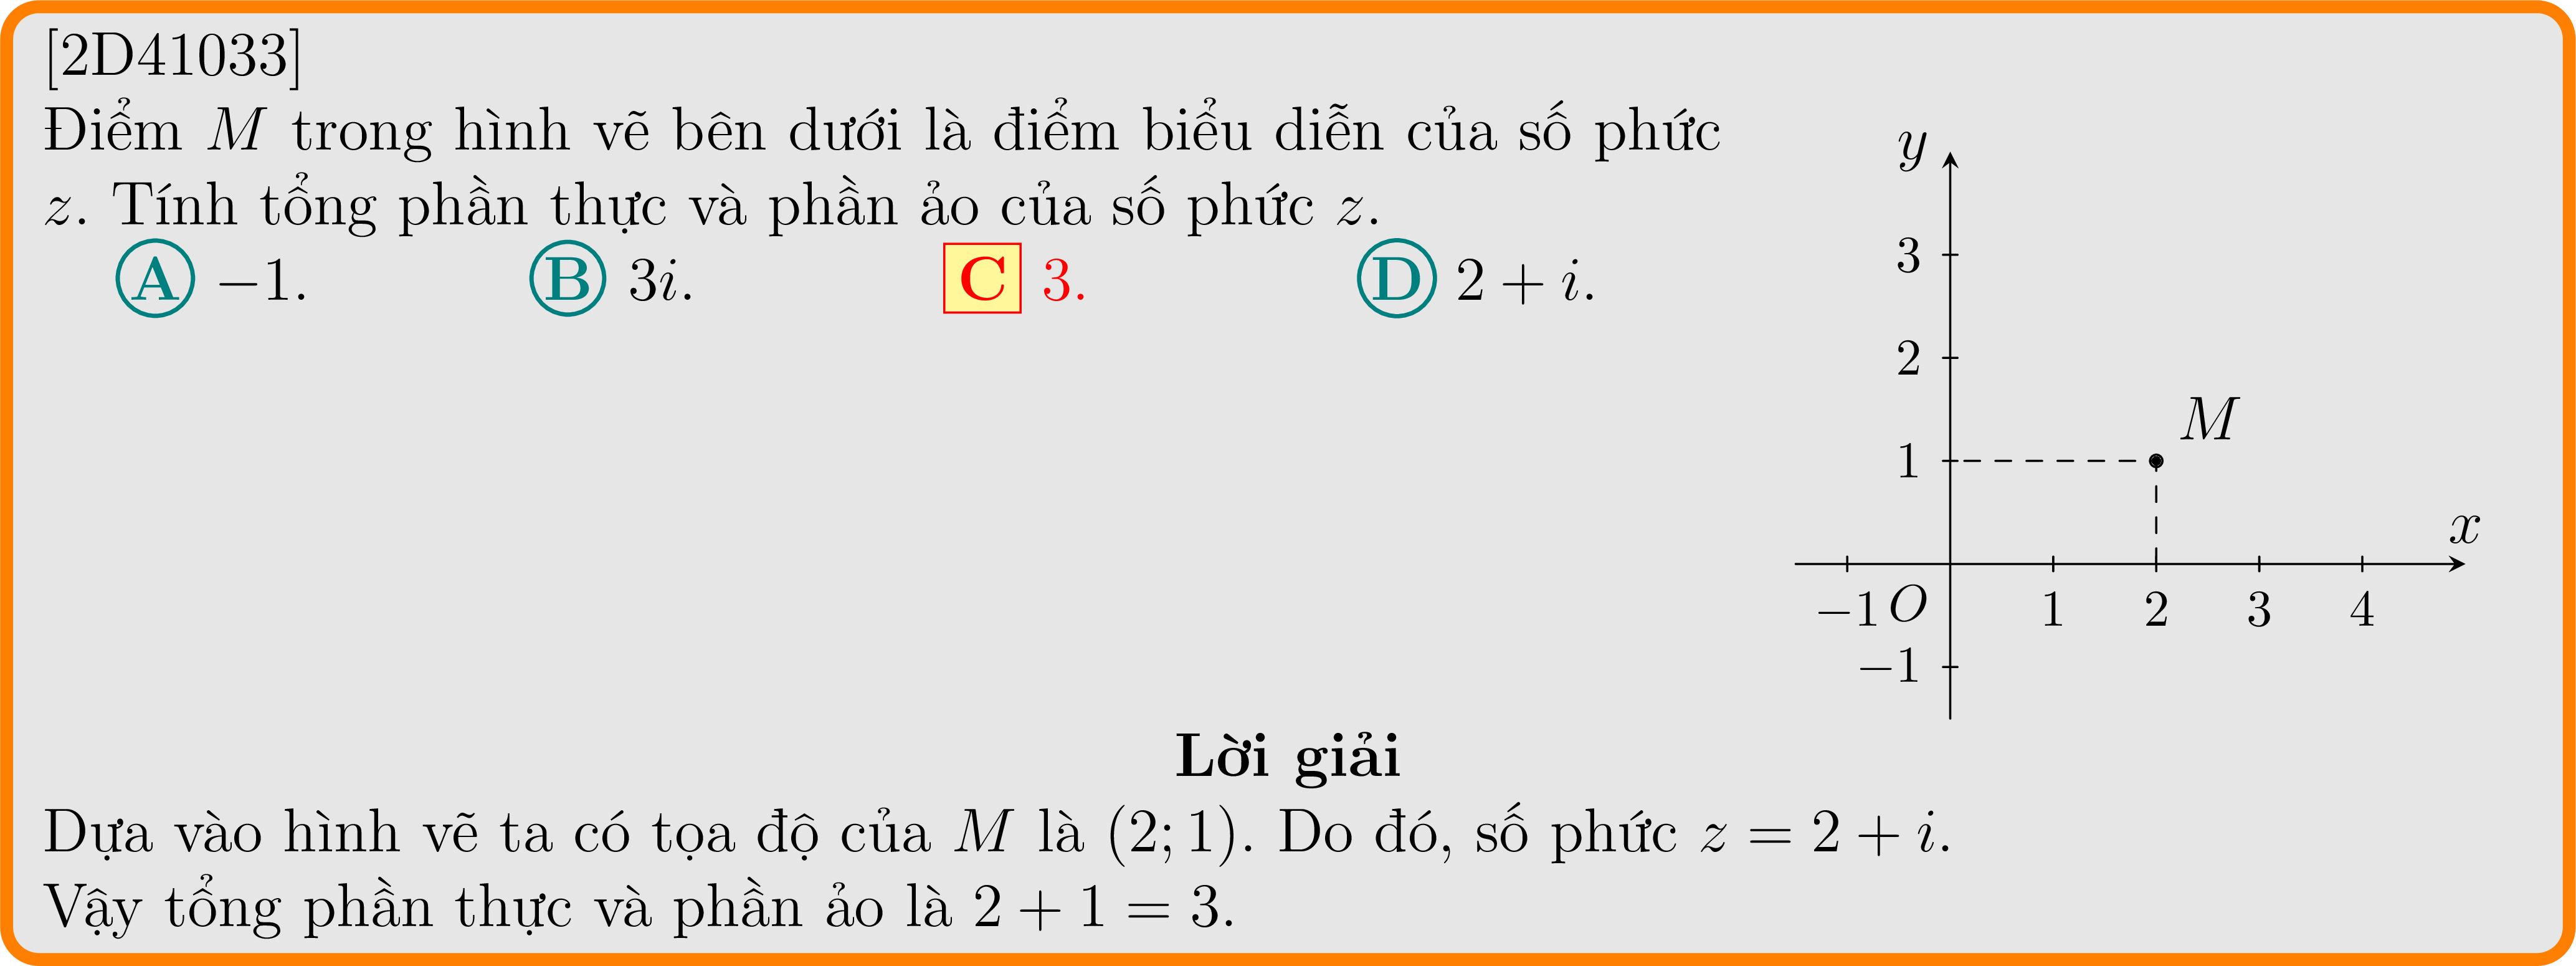 [2D41033]
Điểm M trong hình vẽ bên dưới là điểm biểu diễn của số phức
z. Tính tổng phần thực và phần ảo của số phức z.
A −1. B 3i. C 3. D 2 + i.
y
3
2
M
1
x
−1 O 1 2 3 4
−1
Lời giải
Dựa vào hình vẽ ta có tọa độ của M là (2; 1). Do đó, số phức z = 2 + i.
Vậy tổng phần thực và phần ảo là 2 + 1 = 3.